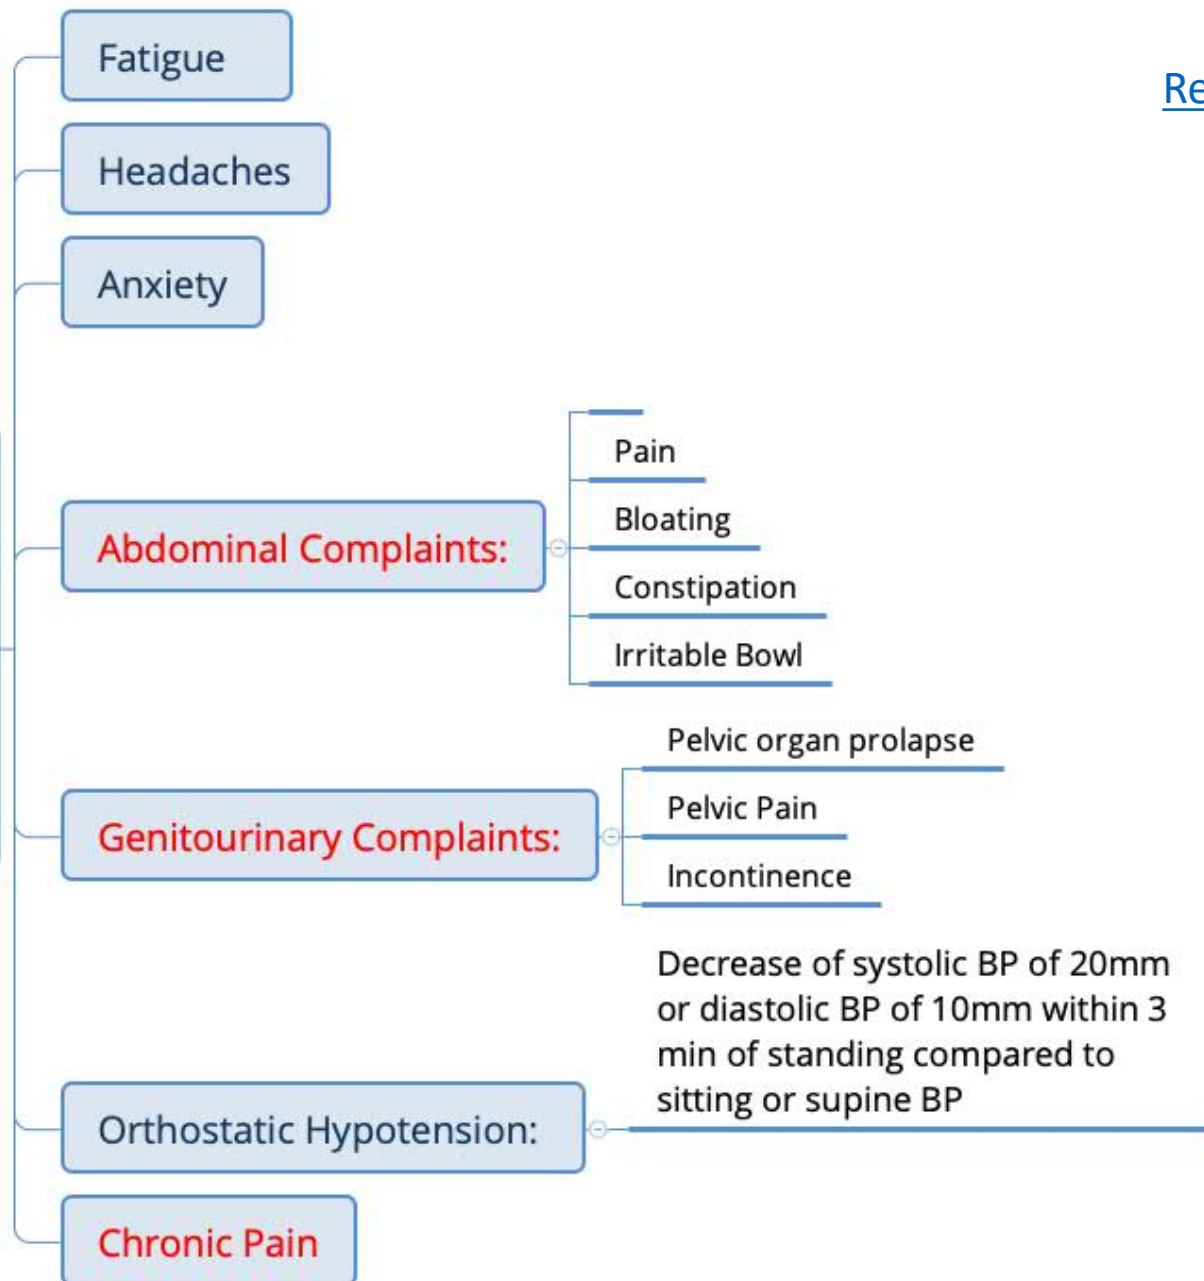 Fatigue
Re
Headaches
Anxiety
Abdominal Complaints:
Pain
Bloating
Constipation
Irritable Bowl
Genitourinary Complaints:
Pelvic organ prolapse
Pelvic Pain
Incontinence
Orthostatic Hypotension:
Decrease of systolic BP of 20mm
or diastolic BP of 10mm within 3
min of standing compared to
sitting or supine BP
Chronic Pain